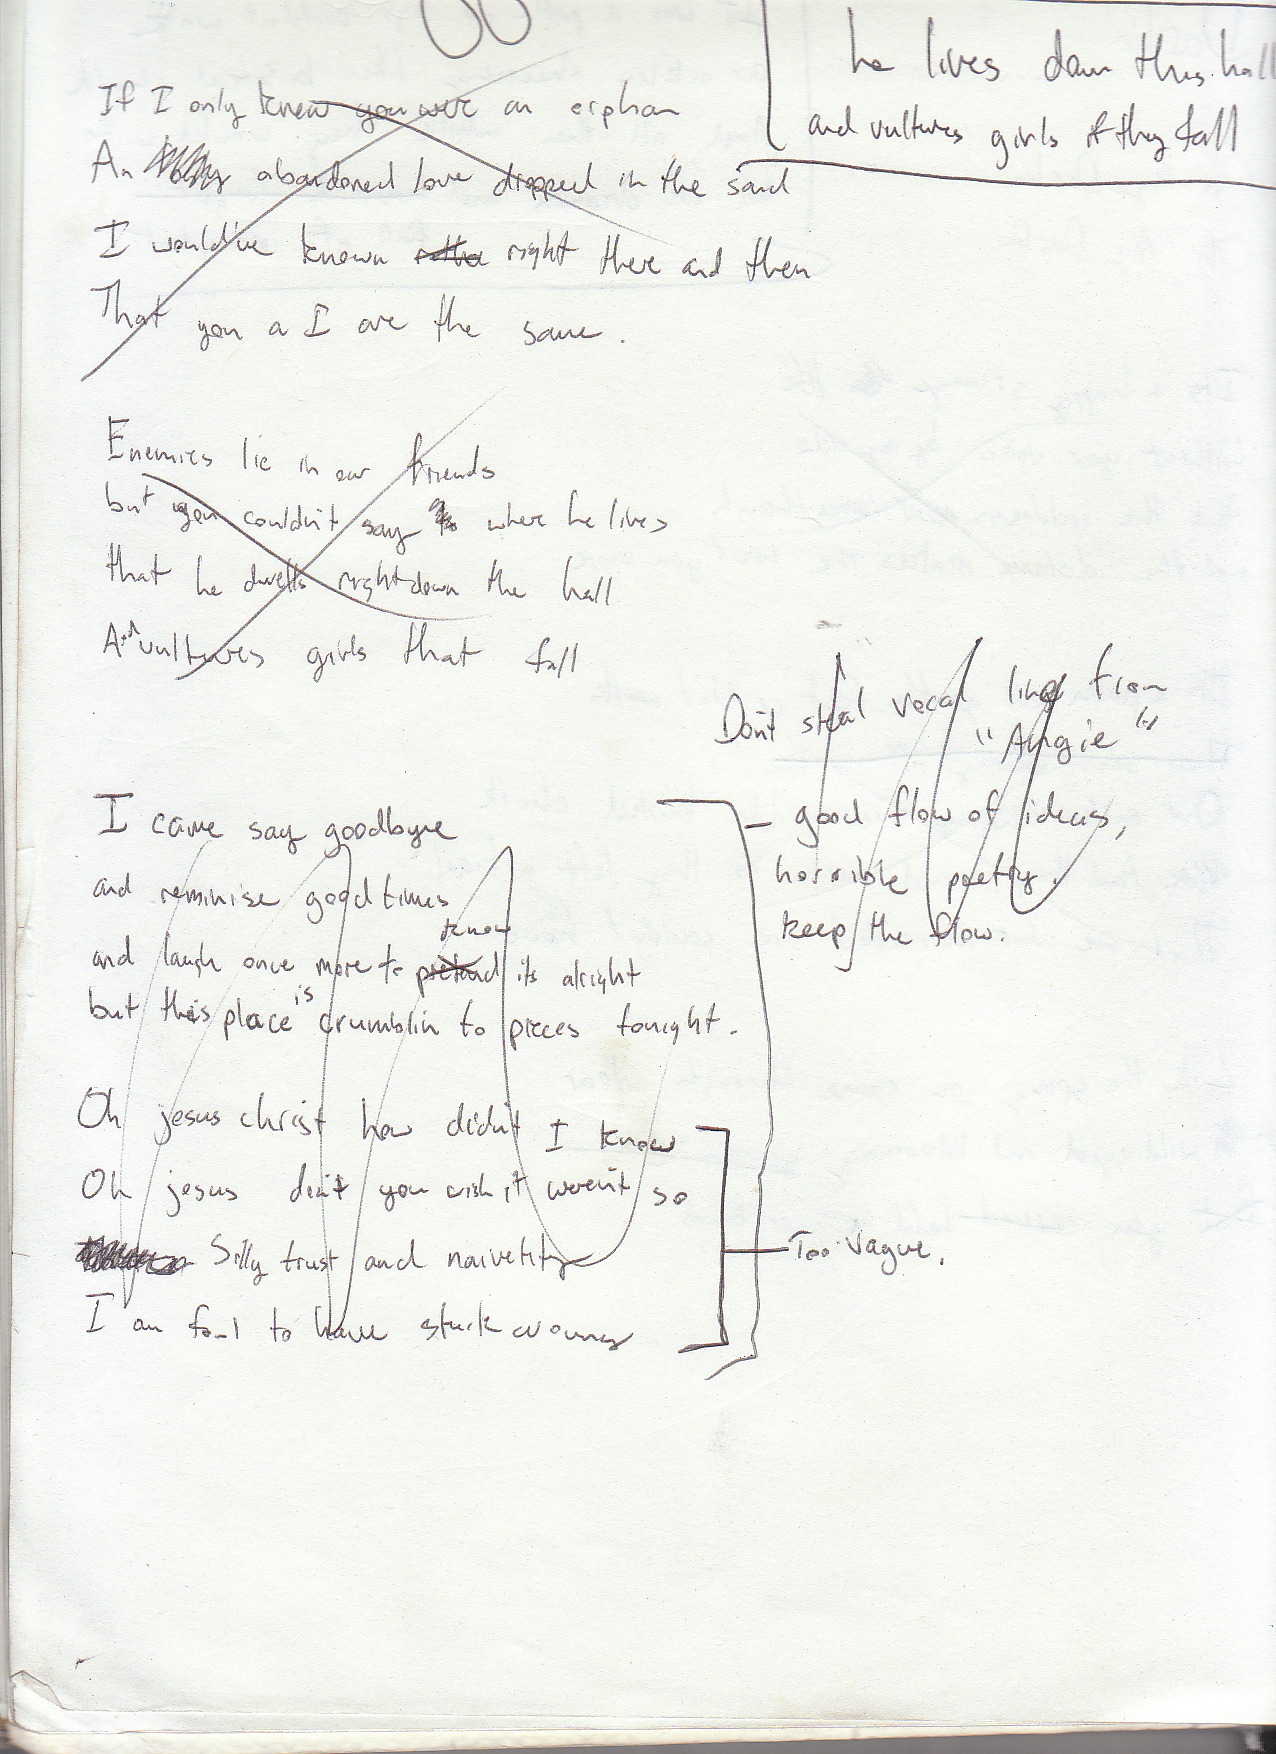 he lives down this hall
and vultures girls if they fall
If I only knew you were an orphan
An abandoned love dropped in the sand
I would've known right there and then
That you a I are the same.
Enemies lie in our friends
but you couldn't say where he lives
that he dwells right down the hall
And vultures girls that fall
Don't steal vocal line from
"Angie"
I came say goodbye
and reminise good times
and laugh once more to know its alright
but this place is crumblin to pieces tonight.
good flow of ideas,
horrible poetry.
keep the flow.
Oh jesus christ how didn't I know
Oh jesus don't you wish it weren't so
Silly trust and naivetity
I am fool to have stuck around
Too vague.